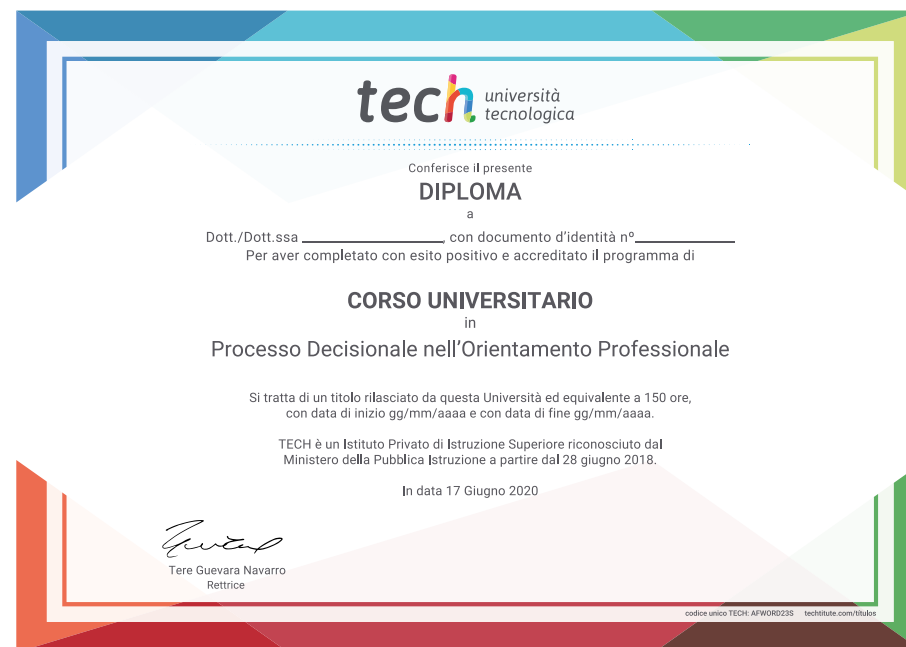 tech università
tecnologica
Conferisce il presente
DIPLOMA
a
Dott./Dott.ssa ____________, con documento d'identità nº____________
Per aver completato con esito positivo e accreditato il programma di
CORSO UNIVERSITARIO
in
Processo Decisionale nell'Orientamento Professionale
Si tratta di un titolo rilasciato da questa Università ed equivalente a 150 ore,
con data di inizio gg/mm/aaaa e con data di fine gg/mm/aaaa.
TECH è un Istituto Privato di Istruzione Superiore riconosciuto dal
Ministero della Pubblica Istruzione a partire dal 28 giugno 2018.
In data 17 Giugno 2020
Tere Guevara Navarro
Rettrice
codice unico TECH: AFWORD23S techtitute.com/títulos